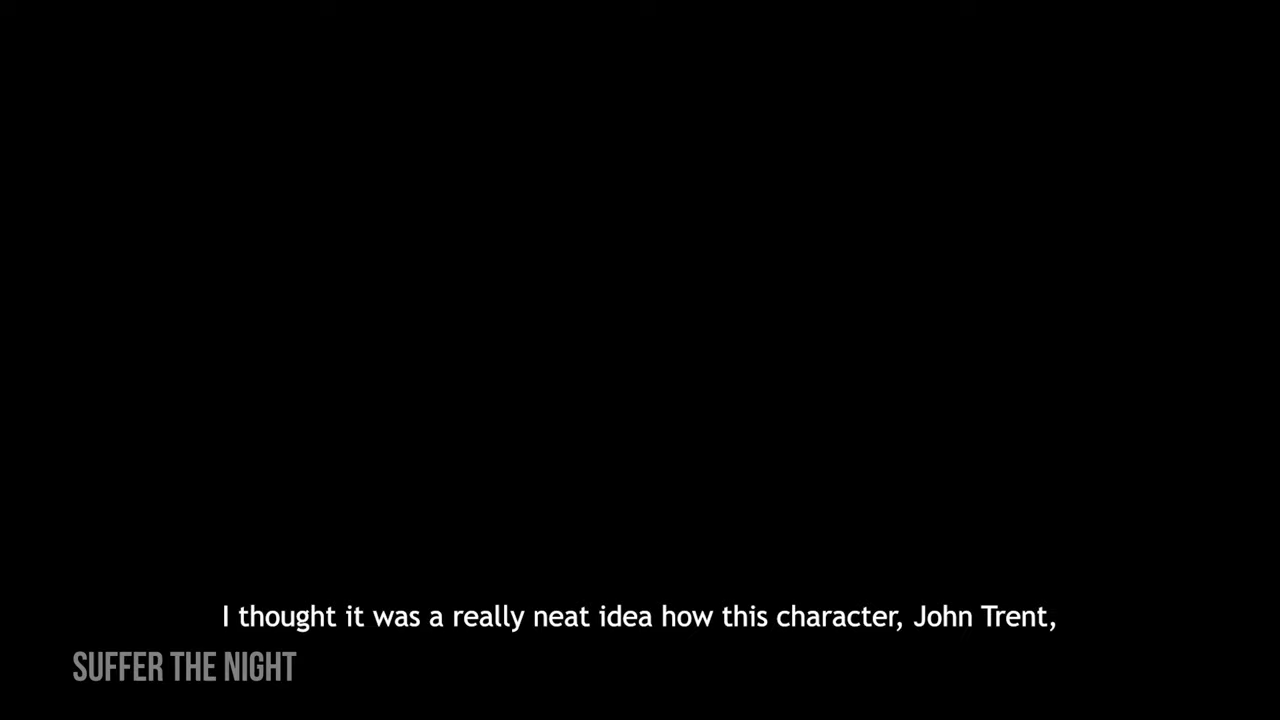 I thought it was a really neat idea how this character, John Trent,
SUFFER THE NIGHT